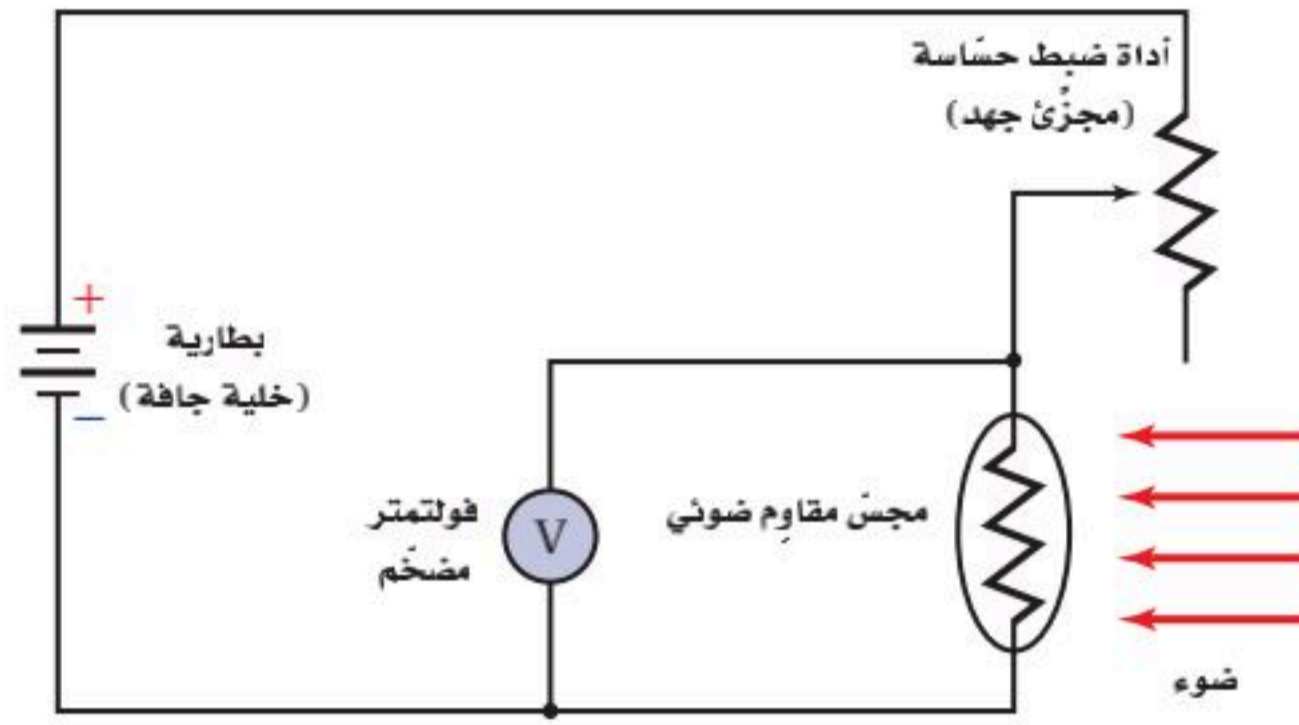 أداة ضبط حسّاسة
(مجزّئ جهد)
+
بطارية
(خلية جافة)
−
فولتمتر
مضخّم
V
مجسّ مقاوِم ضوئي
ضوء